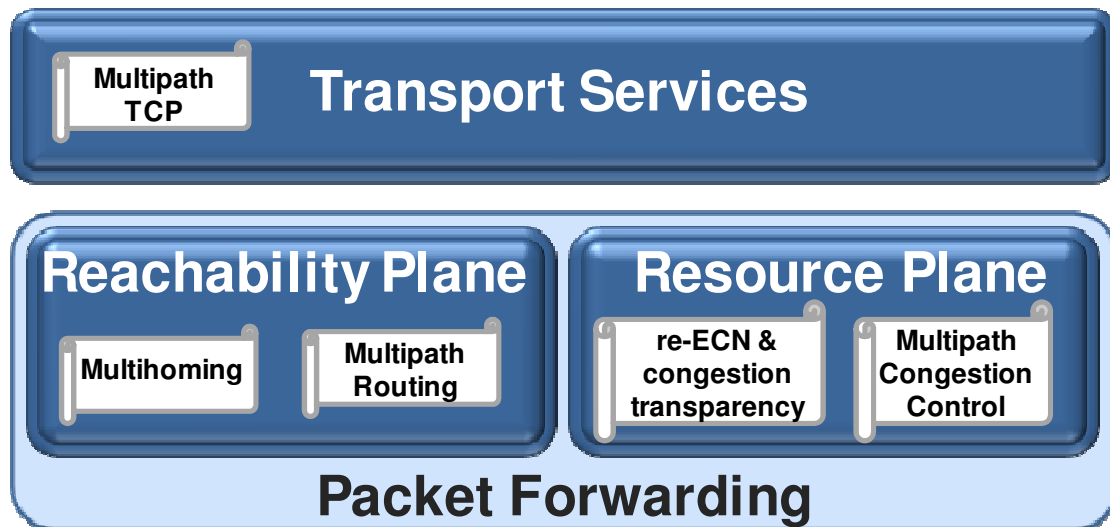 Multipath
TCP
Transport Services
Reachability Plane
Multihoming
Multipath
Routing
Resource Plane
re-ECN &
congestion
transparency
Multipath
Congestion
Control
Packet Forwarding